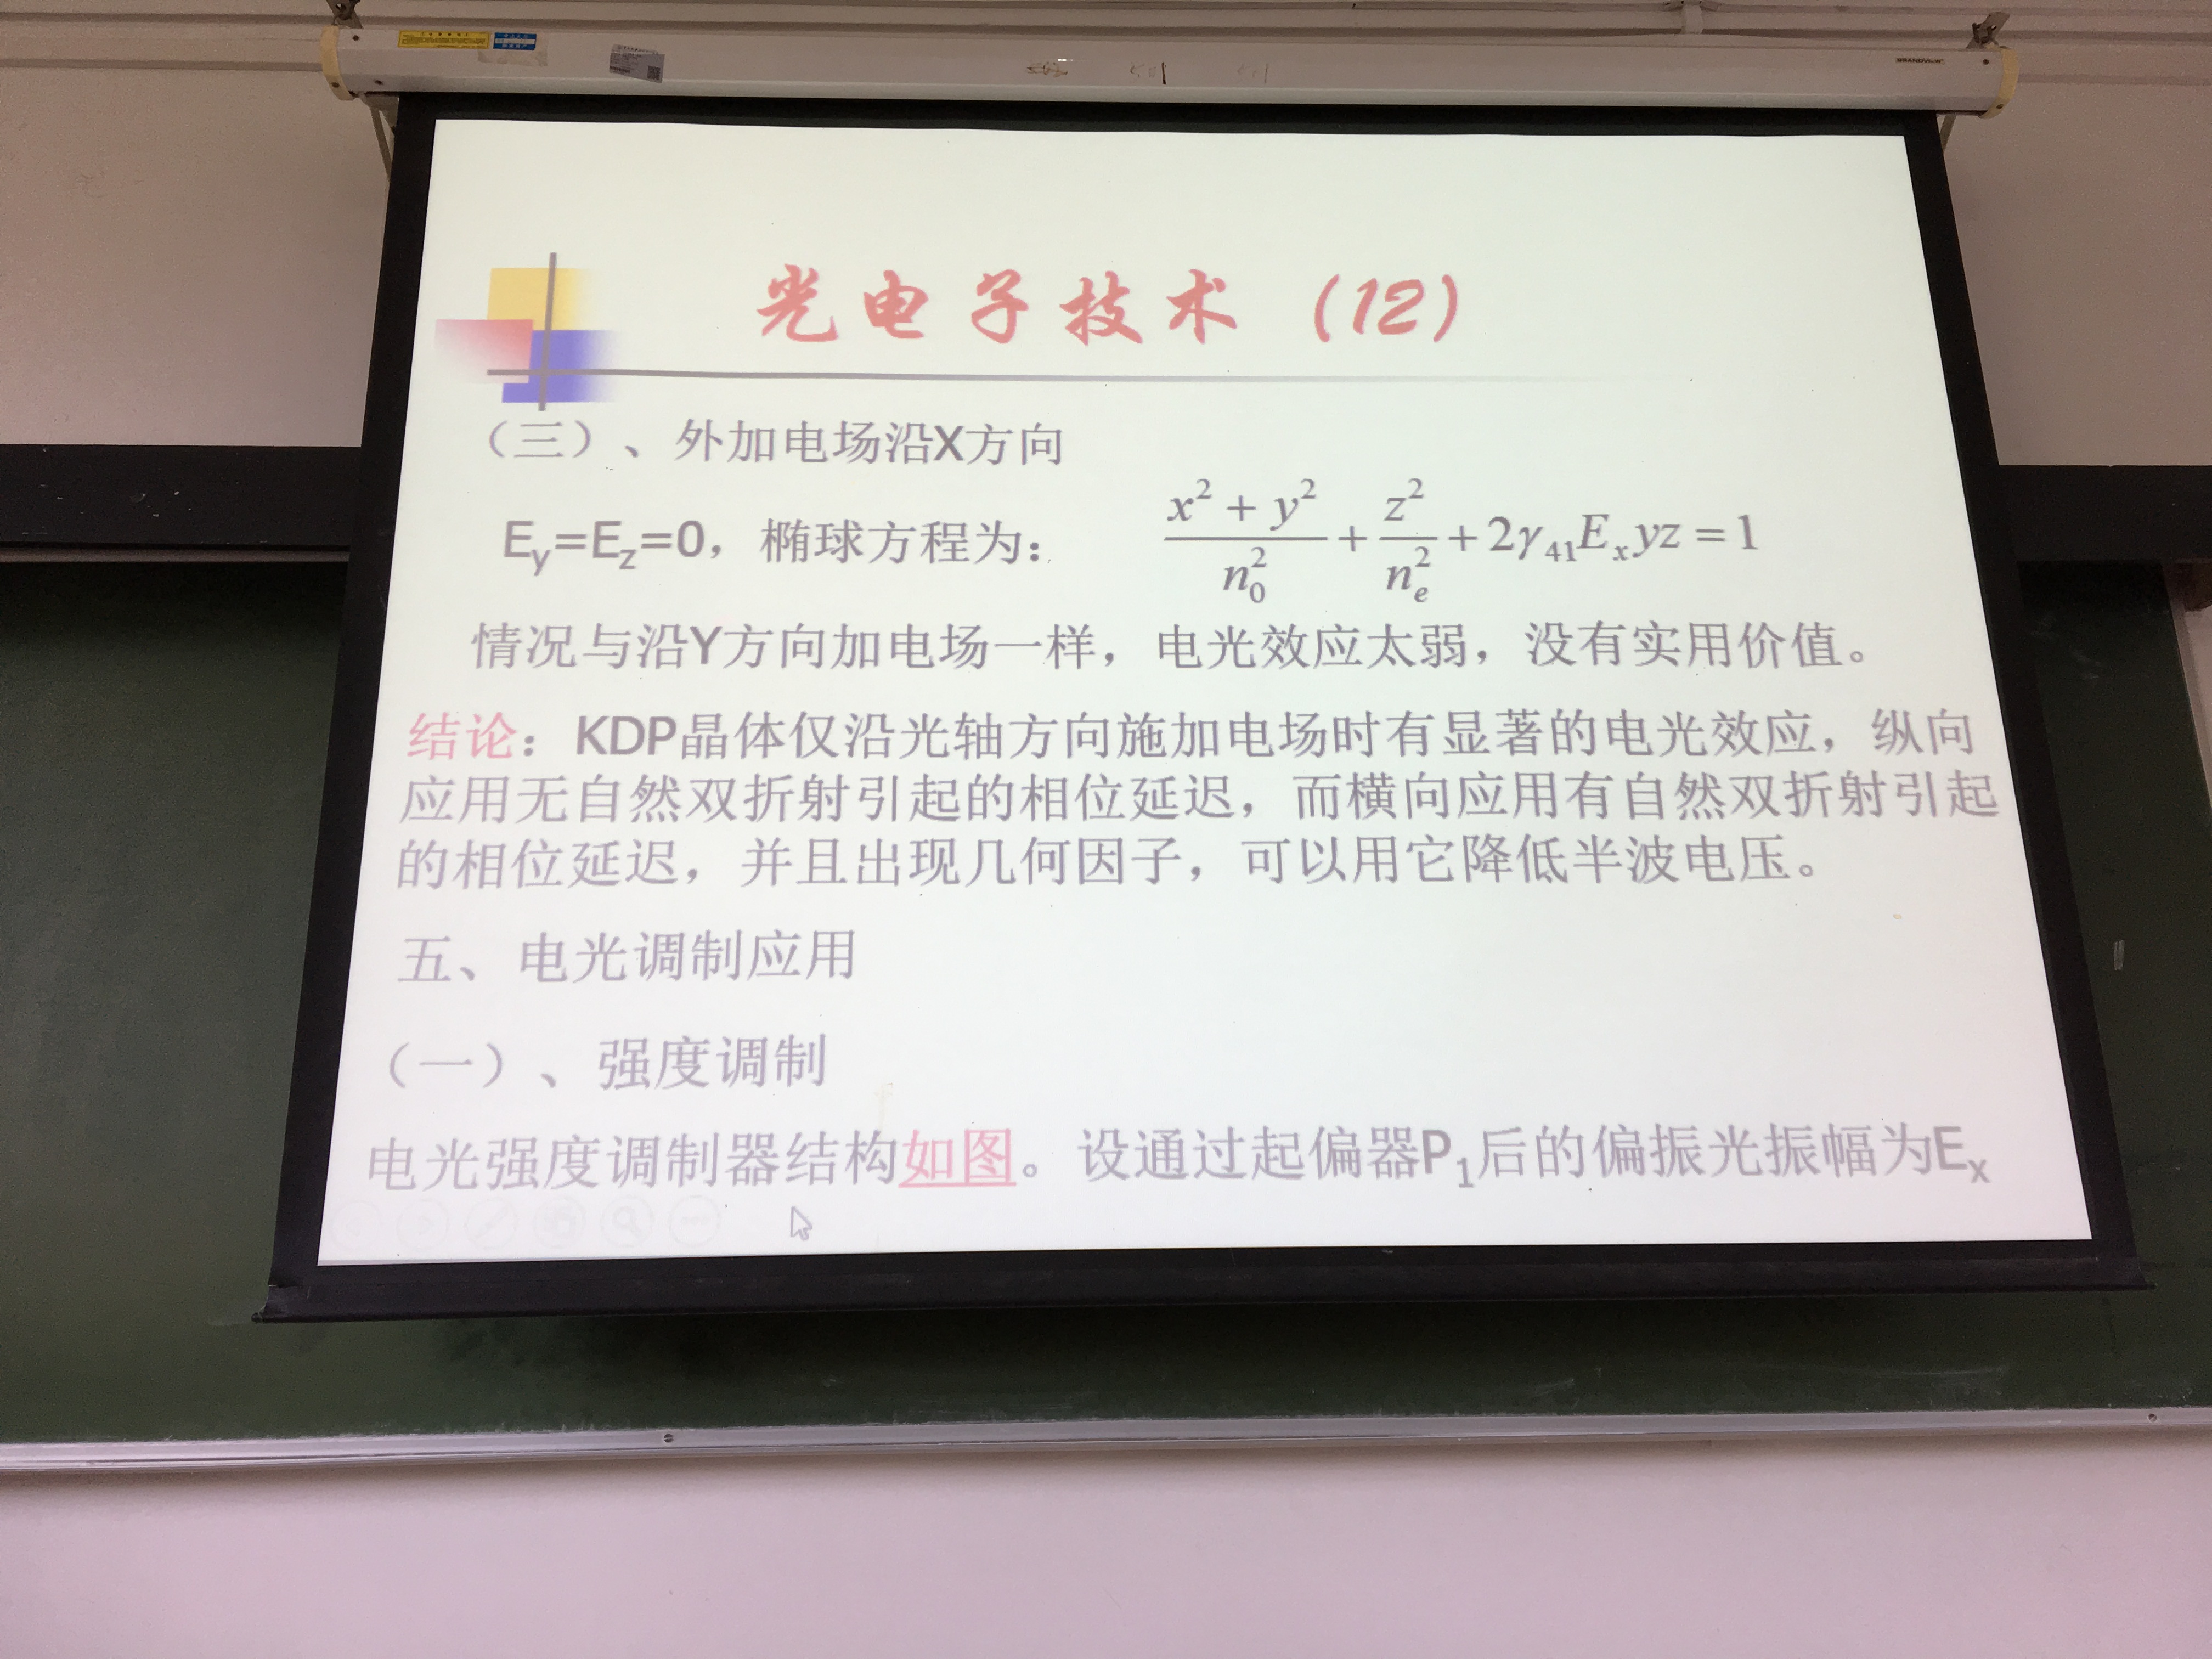 GRANDVIEW
光电子技术（12）
（三）、外加电场沿X方向
E_y=E_z=0，椭球方程为： \frac{x^2+y^2}{n_0^2}+\frac{z^2}{n_e^2}+2γ_{41}E_x yz=1
情况与沿Y方向加电场一样，电光效应太弱，没有实用价值。
结论：KDP晶体仅沿光轴方向施加电场时有显著的电光效应，纵向
应用无自然双折射引起的相位延迟，而横向应用有自然双折射引起
的相位延迟，并且出现几何因子，可以用它降低半波电压。
五、电光调制应用
（一）、强度调制
电光强度调制器结构如图。设通过起偏器P_1后的偏振光振幅为E_x